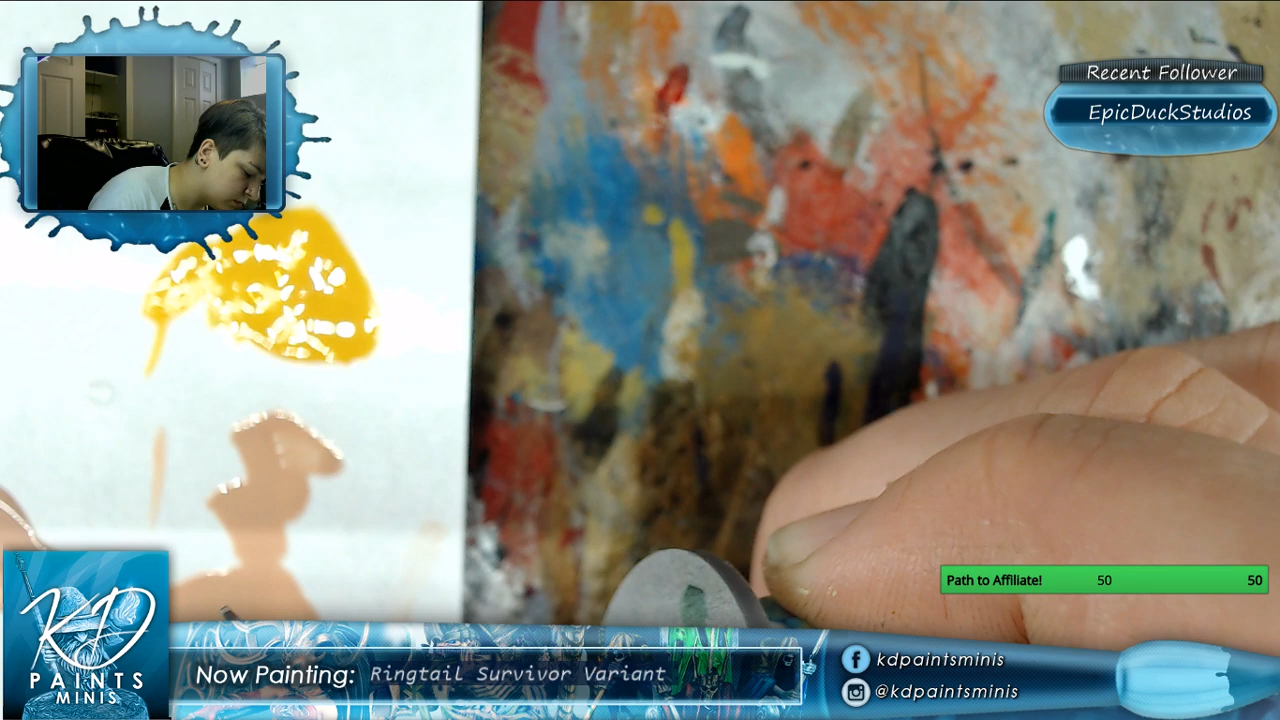 Recent Follower
EpicDuckStudios
Path to Affiliate! 50 50
KD
PAINTS
MINIS
Now Painting: Ringtail Survivor Variant
kdpaintsminis
@kdpaintsminis